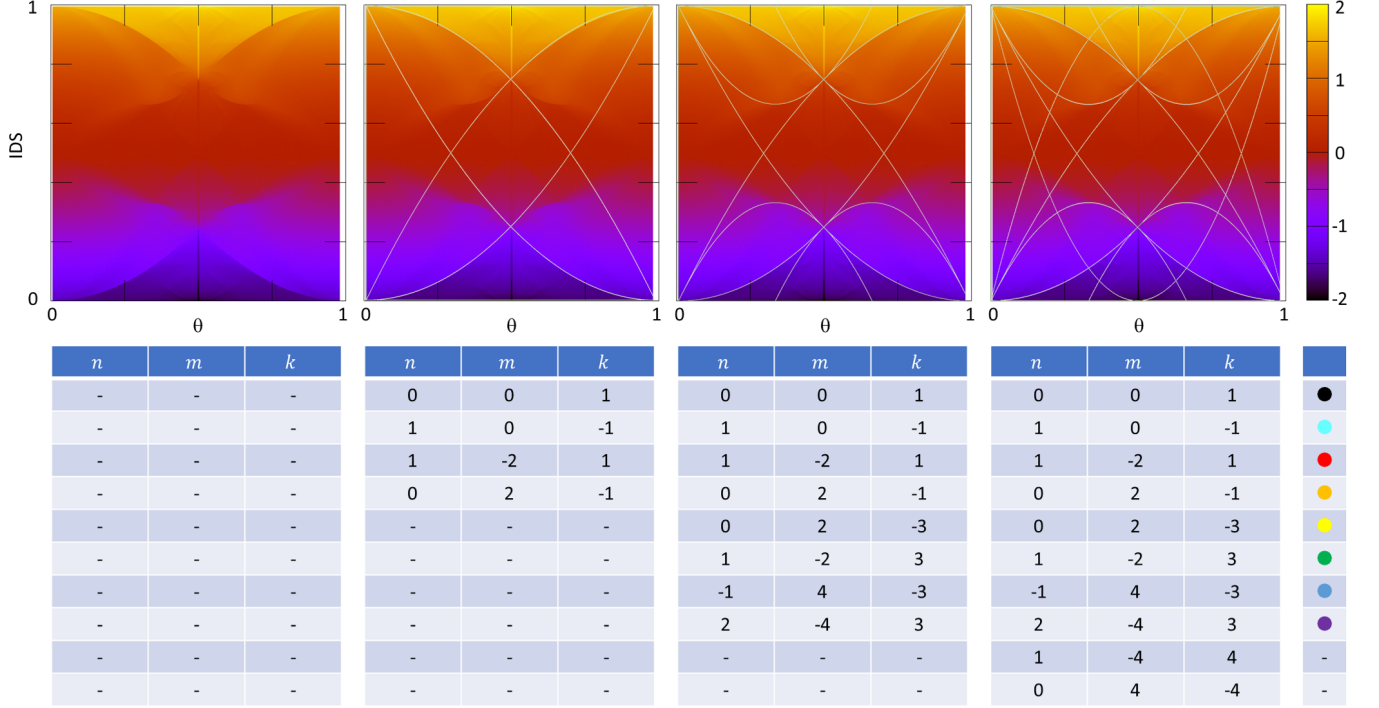 1 2
1
IDS 0
-1
0 -2
0 1 0 1 0 1 0 1
θ θ θ θ
n m k n m k n m k n m k
- - - 0 0 1 0 0 1 0 0 1
- - - 1 0 -1 1 0 -1 1 0 -1
- - - 1 -2 1 1 -2 1 1 -2 1
- - - 0 2 -1 0 2 -1 0 2 -1
- - - - - - 0 2 -3 0 2 -3
- - - - - - 1 -2 3 1 -2 3
- - - - - - -1 4 -3 -1 4 -3
- - - - - - 2 -4 3 2 -4 3
- - - - - - - - - 1 -4 4 -
- - - - - - - - - 0 4 -4 -